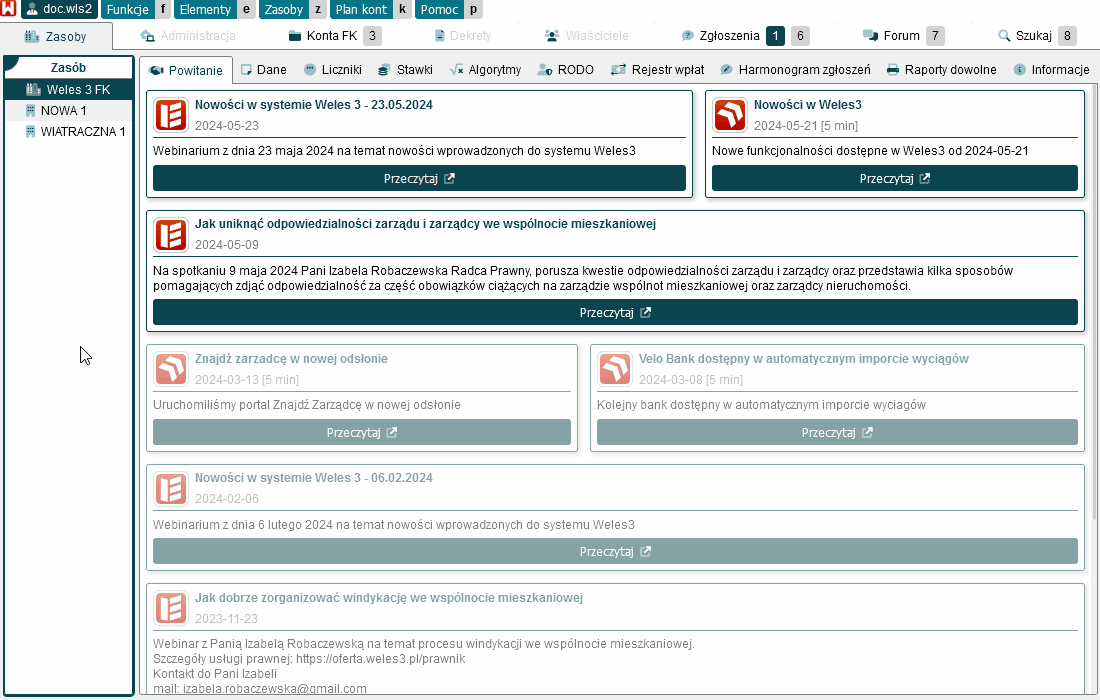 doc.wls2 Funkcje f Elementy e Zasoby z Plan kont k Pomoc p
Zasoby Administracja Konta FK 3 Dekrety Właściciele Zgłoszenia 1 6 Forum 7 Szukaj 8
Zasób
Weles 3 FK
NOWA 1
WIATRACZNA 1
Powitanie Dane Liczniki Stawki Algorytmy RODO Rejestr wpłat Harmonogram zgłoszeń Raporty dowolne Informacje
Nowości w systemie Weles 3 - 23.05.2024
2024-05-23
Webinarium z dnia 23 maja 2024 na temat nowości wprowadzonych do systemu Weles3
Przeczytaj
Nowości w Weles3
2024-05-21 [5 min]
Nowe funkcjonalności dostępne w Weles3 od 2024-05-21
Przeczytaj
Jak uniknąć odpowiedzialności zarządu i zarządcy we wspólnocie mieszkaniowej
2024-05-09
Na spotkaniu 9 maja 2024 Pani Izabela Robaczewska Radca Prawny, porusza kwestie odpowiedzialności zarządu i zarządcy oraz przedstawia kilka sposobów
pomagających zdjąć odpowiedzialność za część obowiązków ciążących na zarządzie wspólnot mieszkaniowej oraz zarządcy nieruchomości.
Przeczytaj
Znajdź zarzadcę w nowej odsłonie
2024-03-13 [5 min]
Uruchomiliśmy portal Znajdź Zarządcę w nowej odsłonie
Przeczytaj
Velo Bank dostępny w automatycznym imporcie wyciągów
2024-03-08 [5 min]
Kolejny bank dostępny w automatycznym imporcie wyciagów
Przeczytaj
Nowości w systemie Weles 3 - 06.02.2024
2024-02-06
Webinarium z dnia 6 lutego 2024 na temat nowości wprowadzonych do systemu Weles3
Przeczytaj
Jak dobrze zorganizować windykację we wspólnocie mieszkaniowej
2023-11-23
Webinar z Panią Izabelą Robaczewską na temat procesu windykacji we wspólnocie mieszkaniowej.
Szczegóły usługi prawnej: https://oferta.weles3.pl/prawnik
Kontakt do Pani Izabeli
mail: izabela.robaczewska@gmail.com